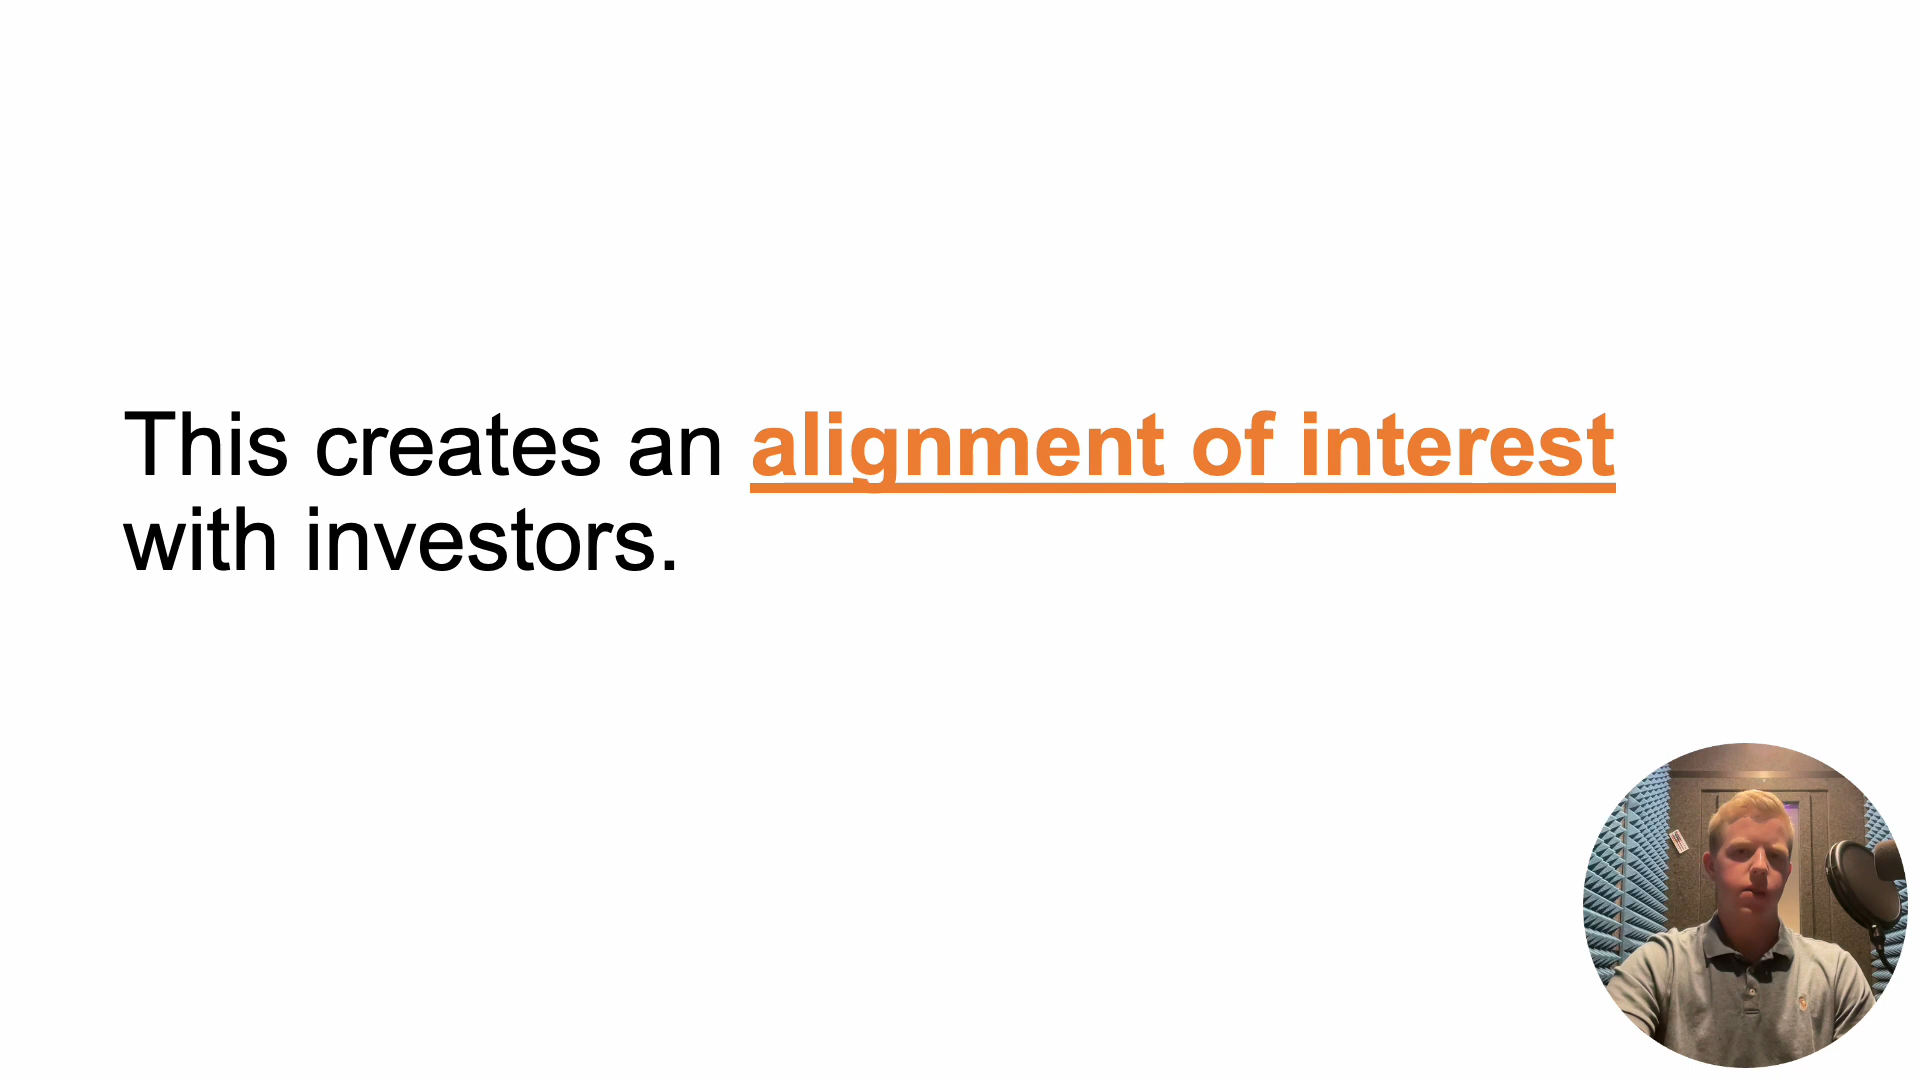 This creates an alignment of interest
with investors.